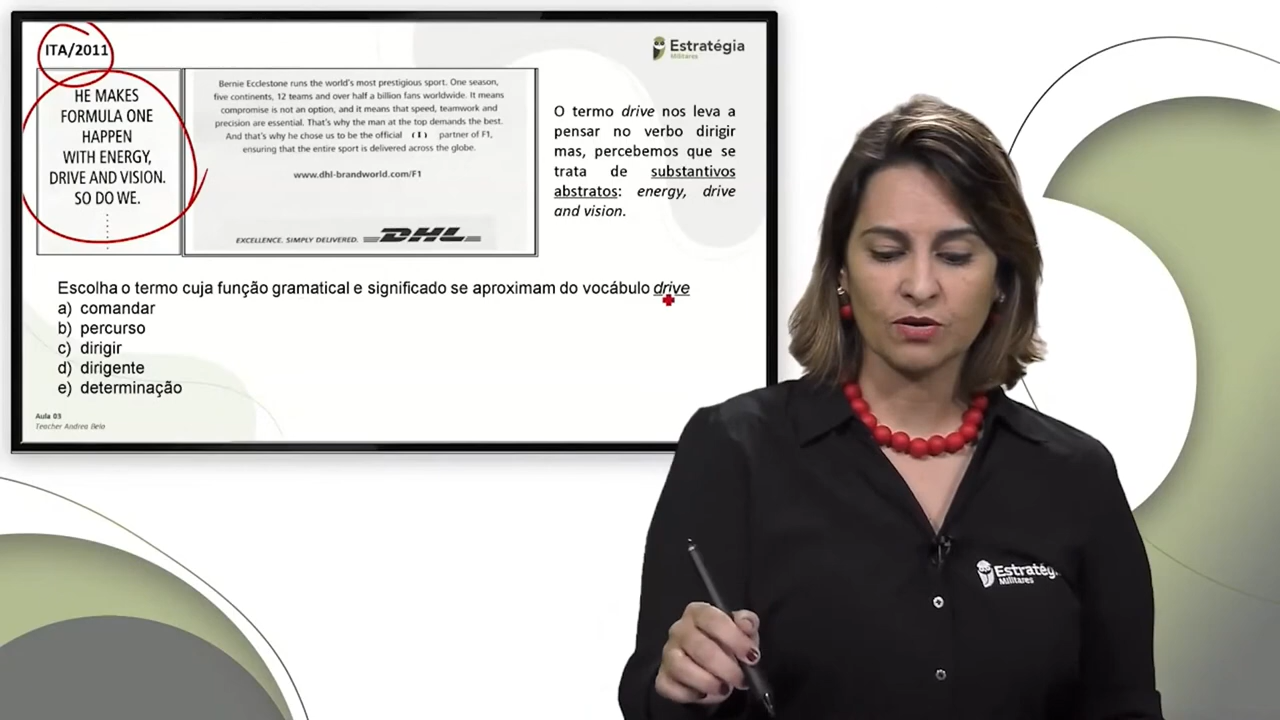 ITA/2011
Estratégia
Militares
HE MAKES
FORMULA ONE
HAPPEN
WITH ENERGY,
DRIVE AND VISION.
SO DO WE.
Bernie Ecclestone runs the world's most prestigious sport. One season,
five continents, 12 teams and over half a billion fans worldwide. It means
compromise is not an option, and it means that speed, teamwork and
precision are essential. That's why the man at the top demands the best.
And that's why he chose us to be the official ( I ) partner of F1,
ensuring that the entire sport is delivered across the globe.
www.dhl-brandworld.com/F1
EXCELLENCE. SIMPLY DELIVERED. DHL
O termo drive nos leva a
pensar no verbo dirigir
mas, percebemos que se
trata de substantivos
abstratos: energy, drive
and vision.
Escolha o termo cuja função gramatical e significado se aproximam do vocábulo drive
a) comandar
b) percurso
c) dirigir
d) dirigente
e) determinação
Aula 03
Teacher Andrea Belo
Estratég
Militares